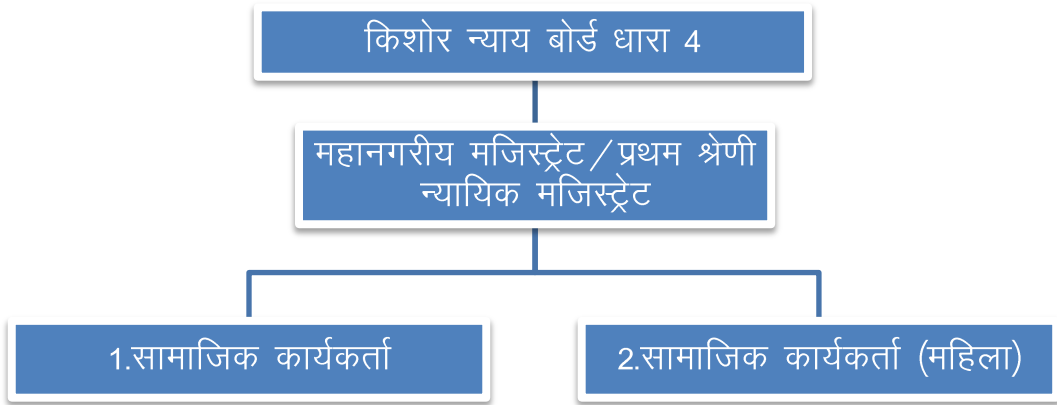 किशोर न्याय बोर्ड धारा 4
महानगरीय मजिस्ट्रेट/प्रथम श्रेणी
न्यायिक मजिस्ट्रेट
1.सामाजिक कार्यकर्ता
2.सामाजिक कार्यकर्ता (महिला)